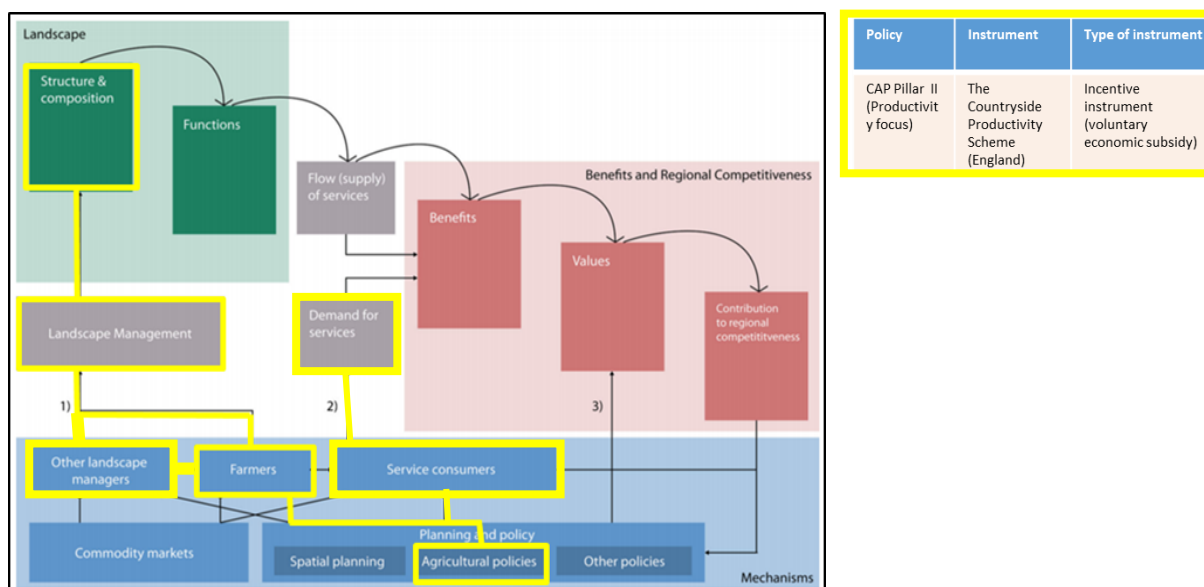 Landscape
Structure &
composition
Functions
Flow (supply)
of services
Benefits and Regional Competitiveness
Benefits
Values
Contribution
to regional
competititveness
Landscape Management
Demand for
services
1)
2)
3)
Other landscape
managers
Farmers
Service consumers
Commodity markets
Planning and policy
Spatial planning
Agricultural policies
Other policies
Mechanisms
Policy
Instrument
Type of instrument
CAP Pillar II
(Productivit
y focus)
The
Countryside
Productivity
Scheme
(England)
Incentive
instrument
(voluntary
economic subsidy)